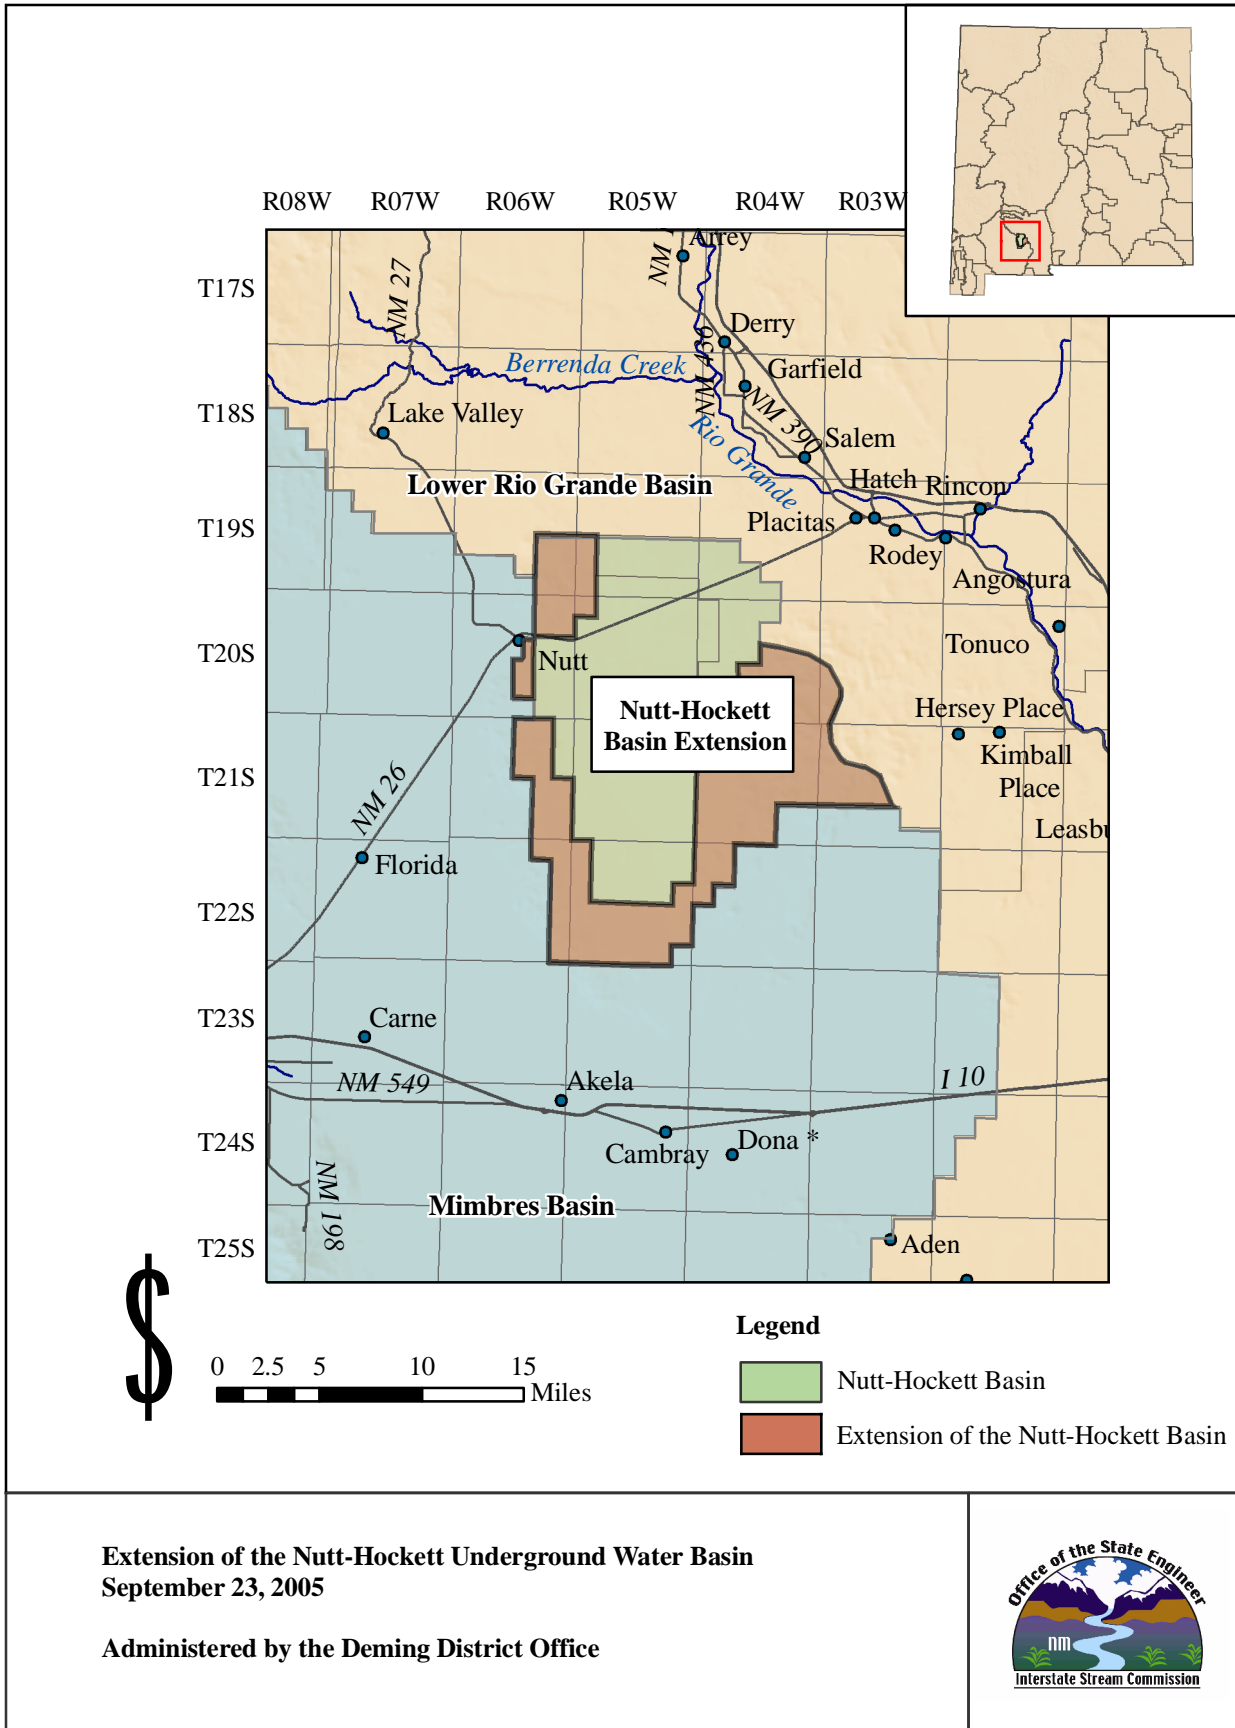 R08W
R07W
R06W
R05W
R04W
R03W
T17S
T18S
T19S
T20S
T21S
T22S
T23S
T24S
T25S
Arrey
NM 27
Derry
NM 436
Berrenda Creek
Garfield
Lake Valley
NM 390
Salem
Rio Grande
Lower Rio Grande Basin
Hatch
Rincon
Placitas
Rodey
Angostura
Tonuco
Nutt
Nutt-Hockett
Basin Extension
Hersey Place
Kimball
Place
NM 26
Florida
Carne
NM 549
Akela
I 10
Cambray
Dona *
NM 198
Mimbres Basin
Aden
$
0 2.5 5 10 15
Miles
Legend
Nutt-Hockett Basin
Extension of the Nutt-Hockett Basin
Extension of the Nutt-Hockett Underground Water Basin
September 23, 2005
Administered by the Deming District Office
Office of the State Engineer
nm
Interstate Stream Commission